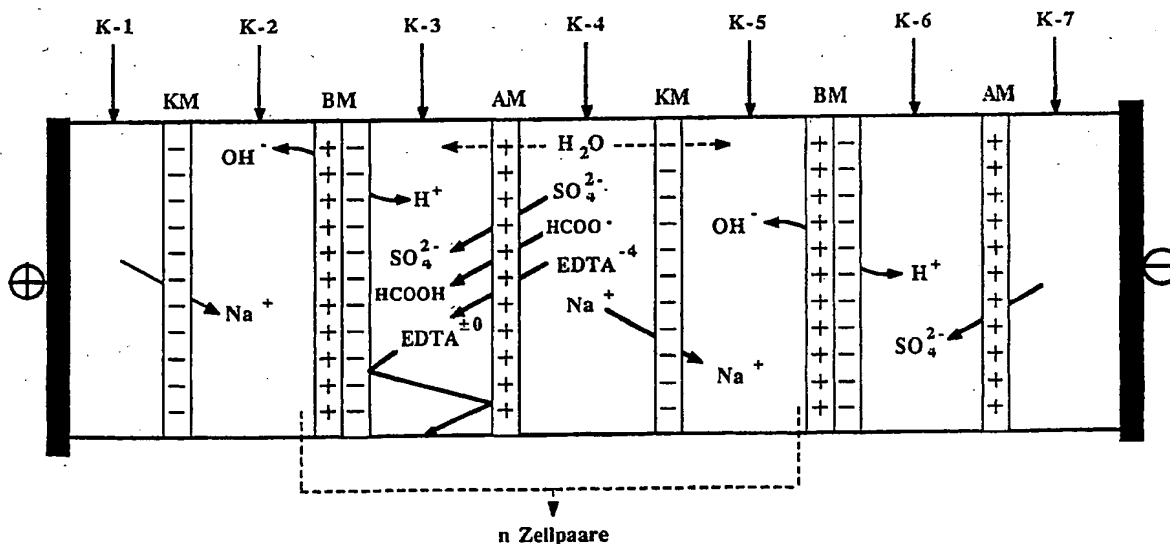 K-1 K-2 K-3 K-4 K-5 K-6 K-7
KM BM AM KM BM AM
OH⁻ H₂O
H⁺ SO₄²⁻
SO₄²⁻ HCOO⁻ OH⁻
HCOOH EDTA⁻⁴ H⁺
Na⁺ EDTA±⁰ Na⁺ SO₄²⁻
Na⁺
n Zellpaare